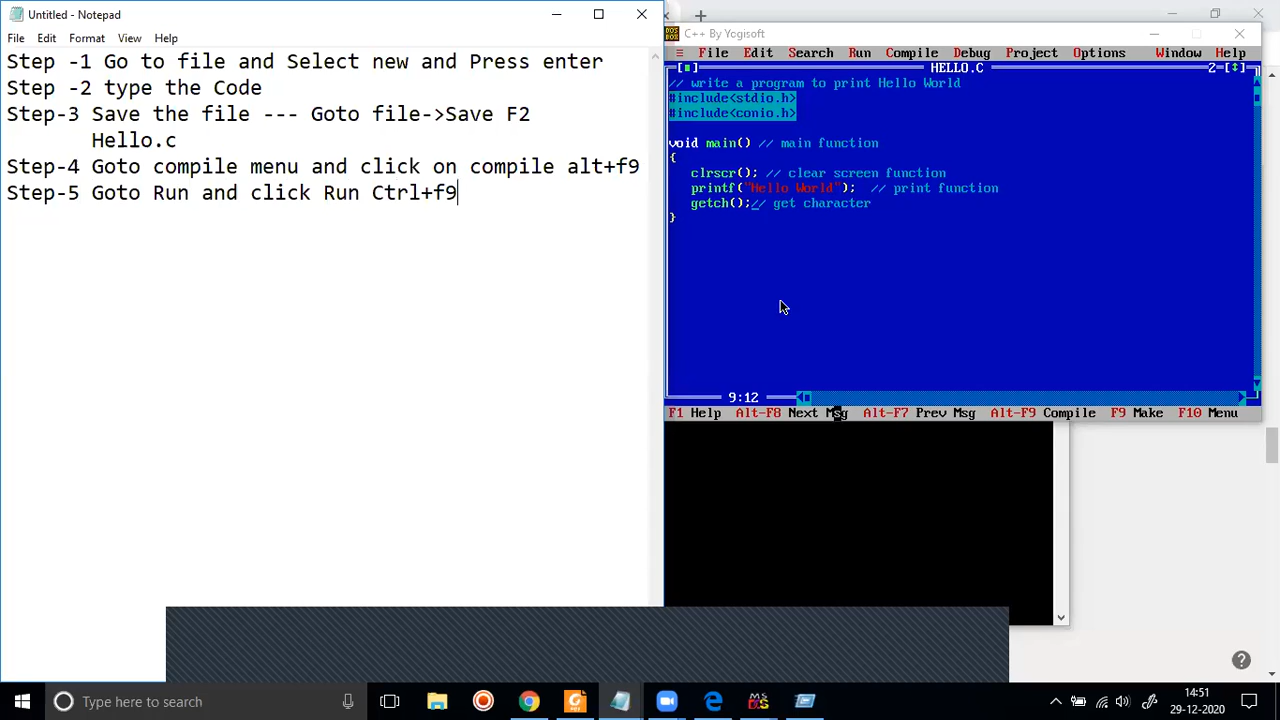 Untitled - Notepad
File Edit Format View Help
Step -1 Go to file and Select new and Press enter
Step -2 type the Code
Step-3 Save the file --- Goto file->Save F2
Hello.c
Step-4 Goto compile menu and click on compile alt+f9
Step-5 Goto Run and click Run Ctrl+f9
C++ By Yogisoft
≡ File Edit Search Run Compile Debug Project Options Window Help
HELLO.C 2
// write a program to print Hello World
#include<stdio.h>
#include<conio.h>
void main() // main function
{
clrscr(); // clear screen function
printf("Hello World"); // print function
getch();// get character
}
9:12
F1 Help Alt-F8 Next Msg Alt-F7 Prev Msg Alt-F9 Compile F9 Make F10 Menu
Type here to search
14:51
29-12-2020